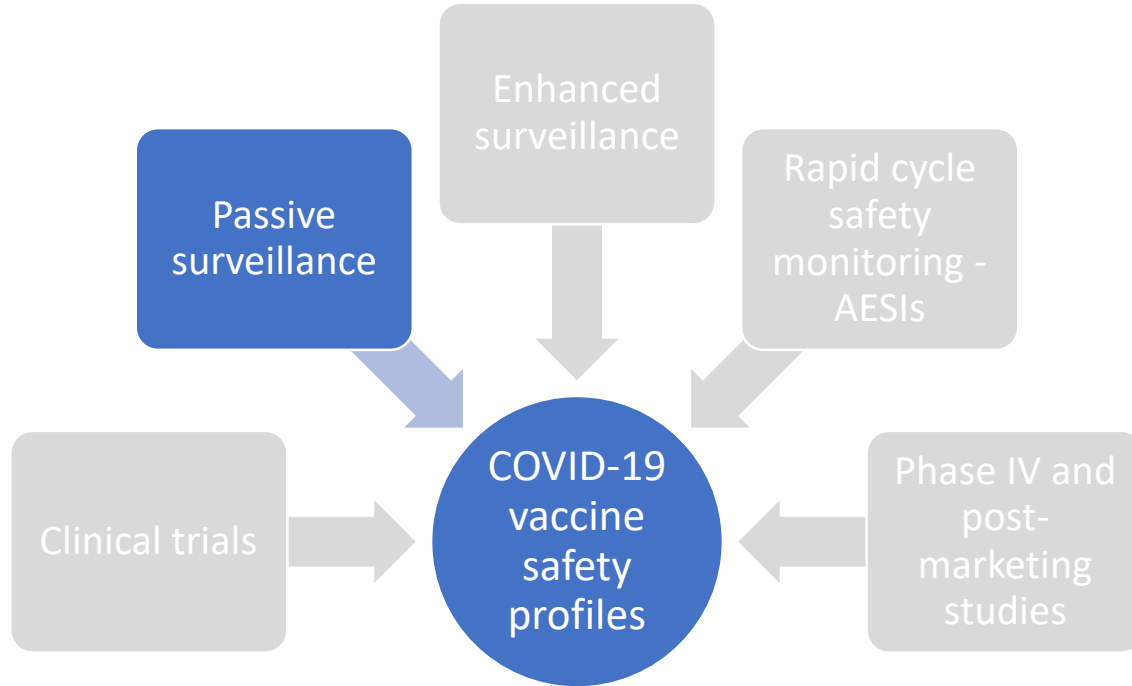 Enhanced
surveillance
Passive
surveillance
Rapid cycle
safety
monitoring -
AESIs
Clinical trials
COVID-19
vaccine
safety
profiles
Phase IV and
post-
marketing
studies